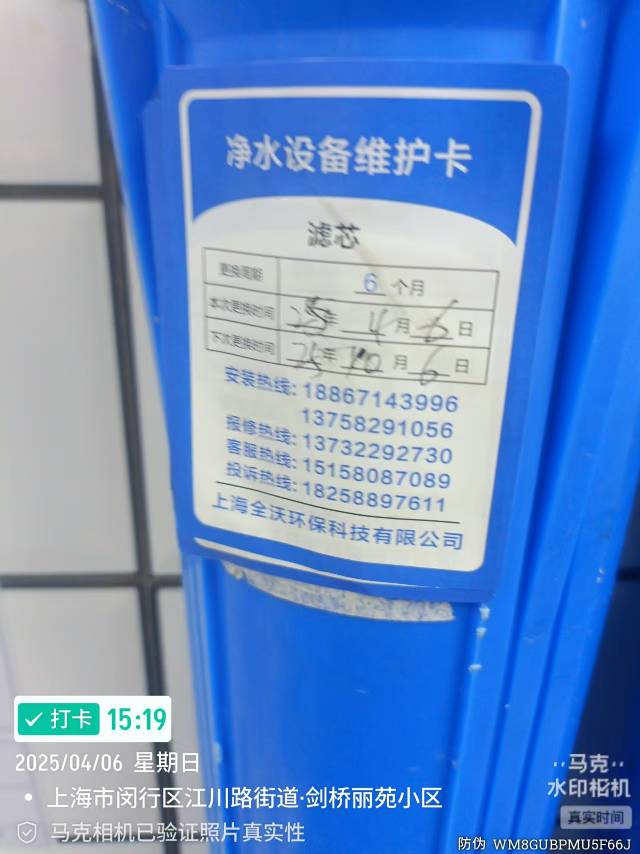 净水设备维护卡
滤芯
更换周期 6 个月
本次更换时间 25年 4月 6日
下次更换时间 25年 10月 6日
安装热线: 18867143996
13758291056
报修热线: 13732292730
客服热线: 15158087089
投诉热线: 18258897611
上海全沃环保科技有限公司
打卡 15:19
2025/04/06 星期日
上海市闵行区江川路街道·剑桥丽苑小区
马克相机已验证照片真实性
马克
水印相机
真实时间
防伪 WM8GUBPMU5F66J